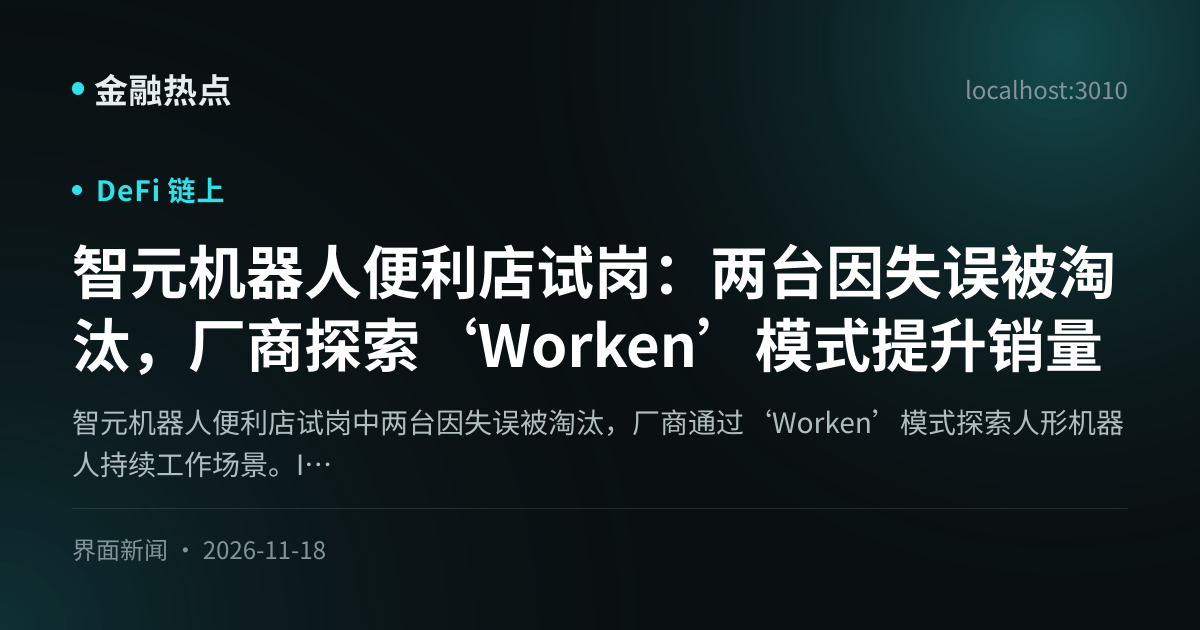 金融热点
localhost:3010
DeFi 链上
智元机器人便利店试岗：两台因失误被淘
汰，厂商探索‘Worken’模式提升销量
智元机器人便利店试岗中两台因失误被淘汰，厂商通过‘Worken’模式探索人形机器
人持续工作场景。I…
界面新闻 · 2026-11-18